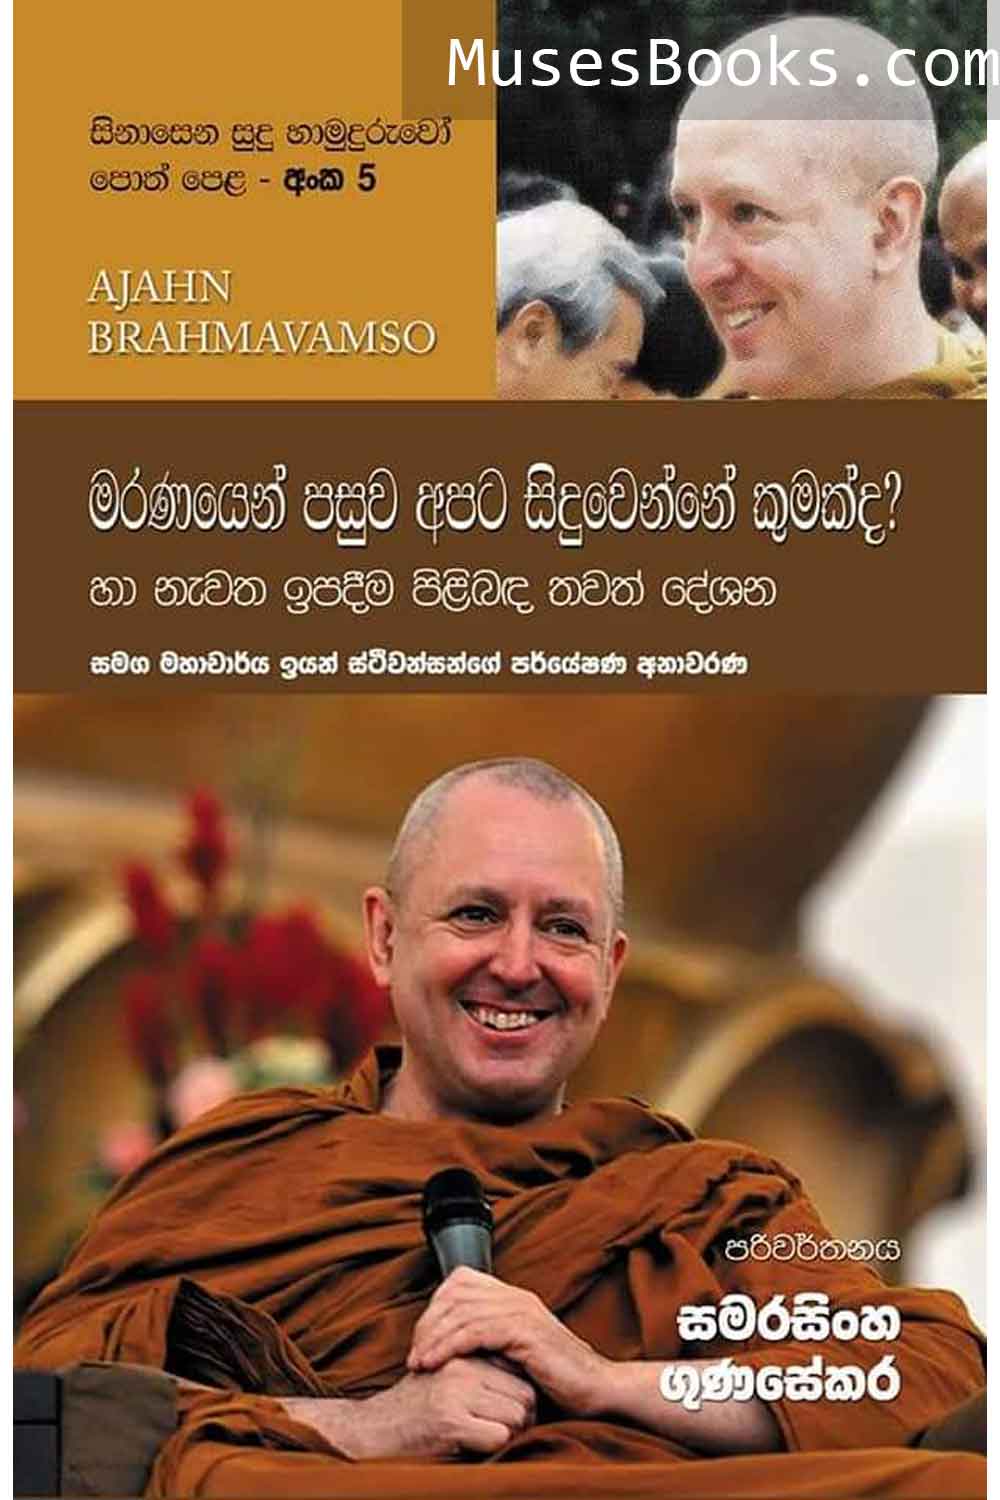 MusesBooks.com
සිනාසෙන සුදු හාමුදුරුවෝ
පොත් පෙළ - අංක 5
AJAHN
BRAHMAVAMSO
මරණයෙන් පසුව අපට සිදුවෙන්නේ කුමක්ද?
හා නැවත ඉපදීම පිළිබඳ තවත් දේශන
සමග මහාචාර්ය ඉයන් ස්ටීවන්සන්ගේ පර්යේෂණ අනාවරණ
පරිවර්තනය
සමරසිංහ
ගුණසේකර